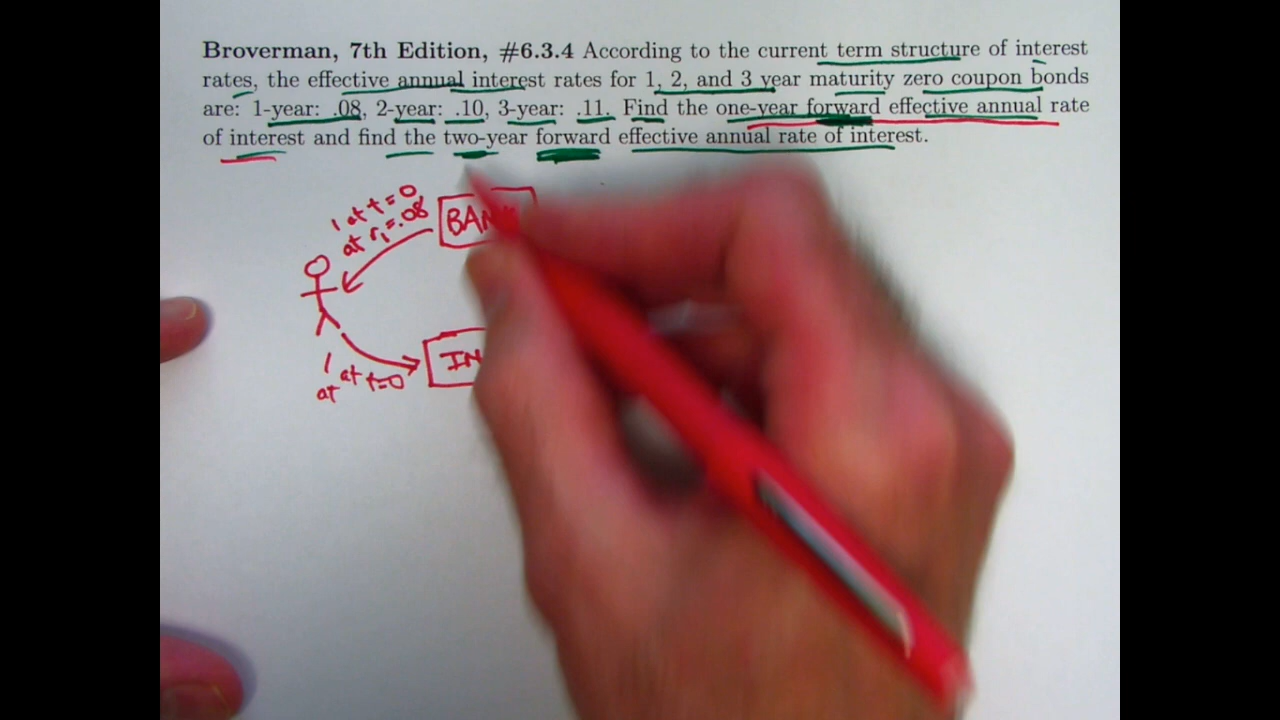 Broverman, 7th Edition, #6.3.4 According to the current term structure of interest
rates, the effective annual interest rates for 1, 2, and 3 year maturity zero coupon bonds
are: 1-year: .08, 2-year: .10, 3-year: .11. Find the one-year forward effective annual rate
of interest and find the two-year forward effective annual rate of interest.
1 at t=0
at r₁=.08
BAN
1 at t=0
at
IN